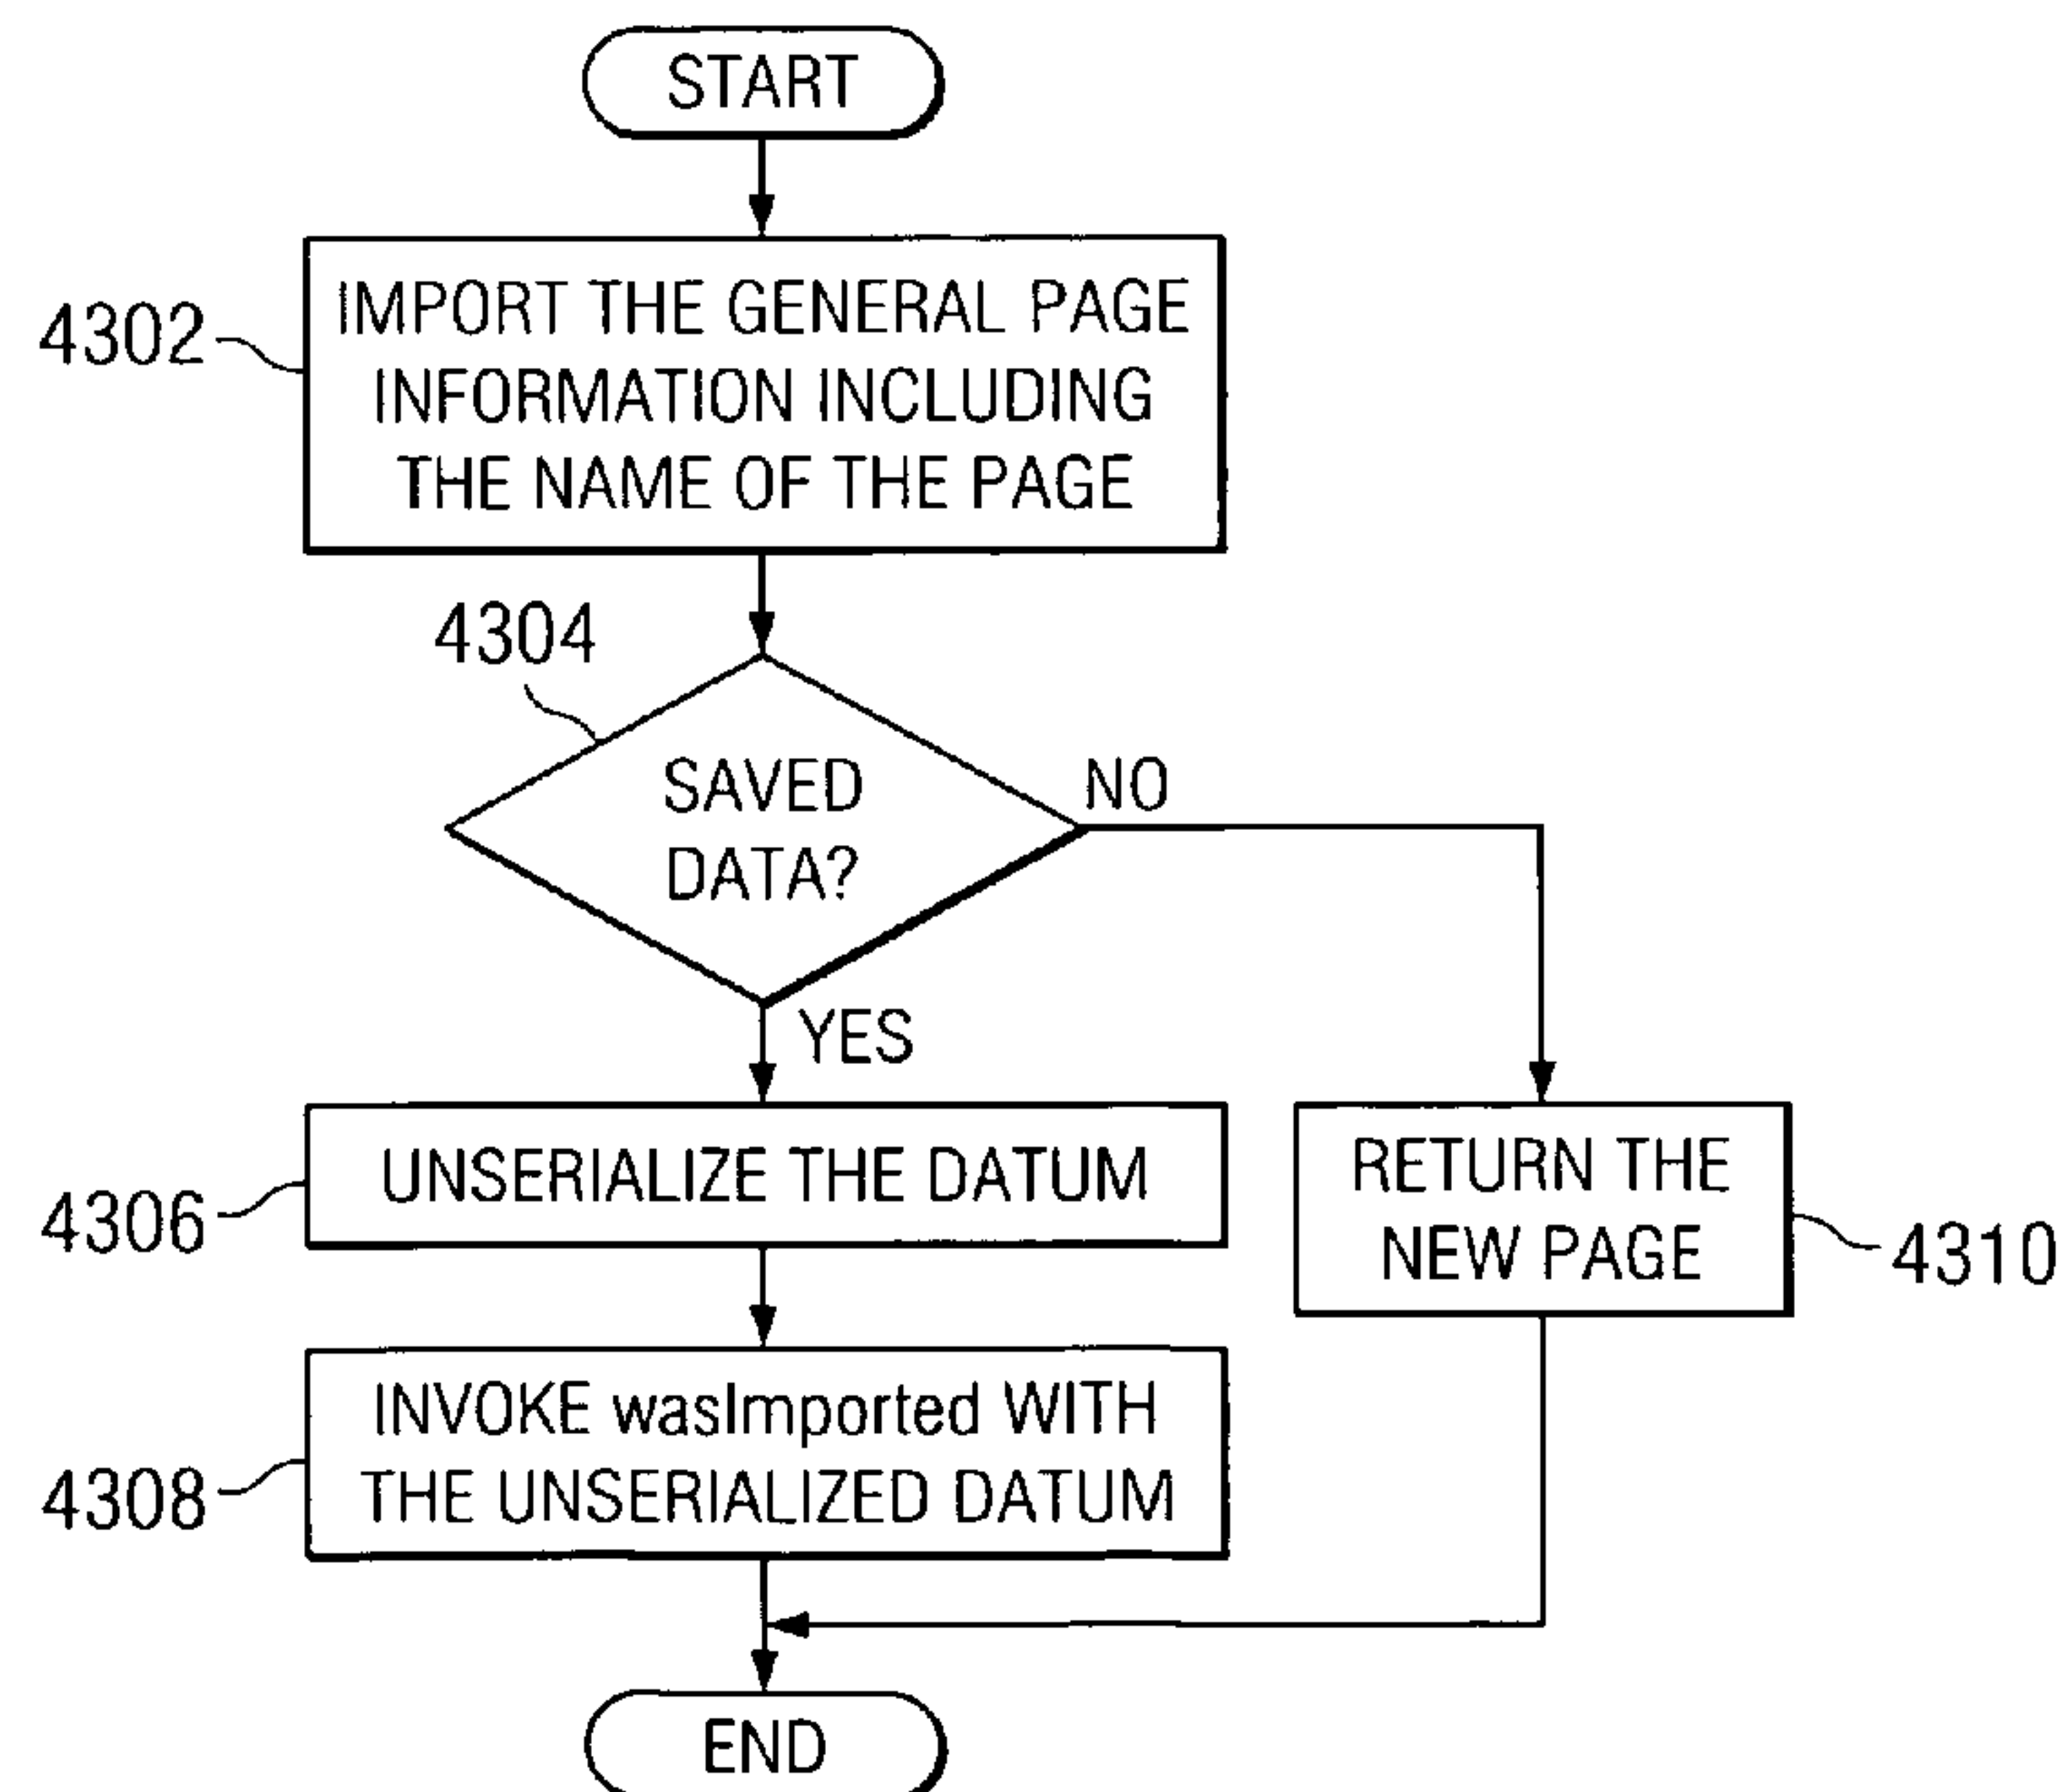 START
4302
IMPORT THE GENERAL PAGE
INFORMATION INCLUDING
THE NAME OF THE PAGE
4304
SAVED
DATA?
NO
YES
4306
UNSERIALIZE THE DATUM
RETURN THE
NEW PAGE
4310
4308
INVOKE wasImported WITH
THE UNSERIALIZED DATUM
END